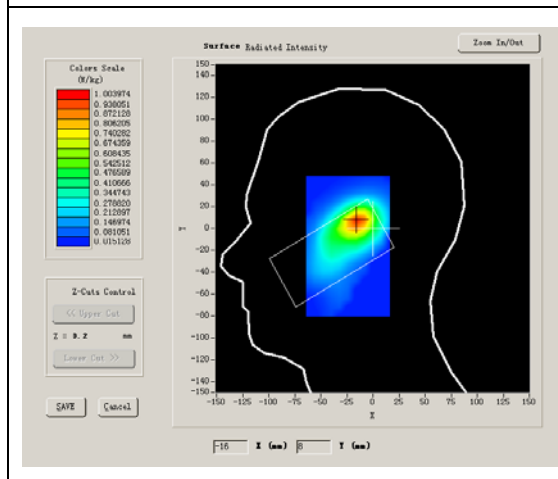 Surface Radiated Intensity
Zoom In/Out
Colors Scale
(W/kg)
1.003974
0.938051
0.872128
0.806205
0.740282
0.674359
0.608435
0.542512
0.476589
0.410666
0.344743
0.278820
0.212897
0.146974
0.081051
0.015128
Z-Cuts Control
<< Upper Cut
Z = 0.2 mm
Lower Cut >>
SAVE Cancel
150
140
120
100
80
60
40
20
0
-20
-40
-60
-80
-100
-120
-140
-150
Y
-150 -125 -100 -75 -50 -25 0 25 50 75 100 125 150
X
-16 X (mm) 8 Y (mm)